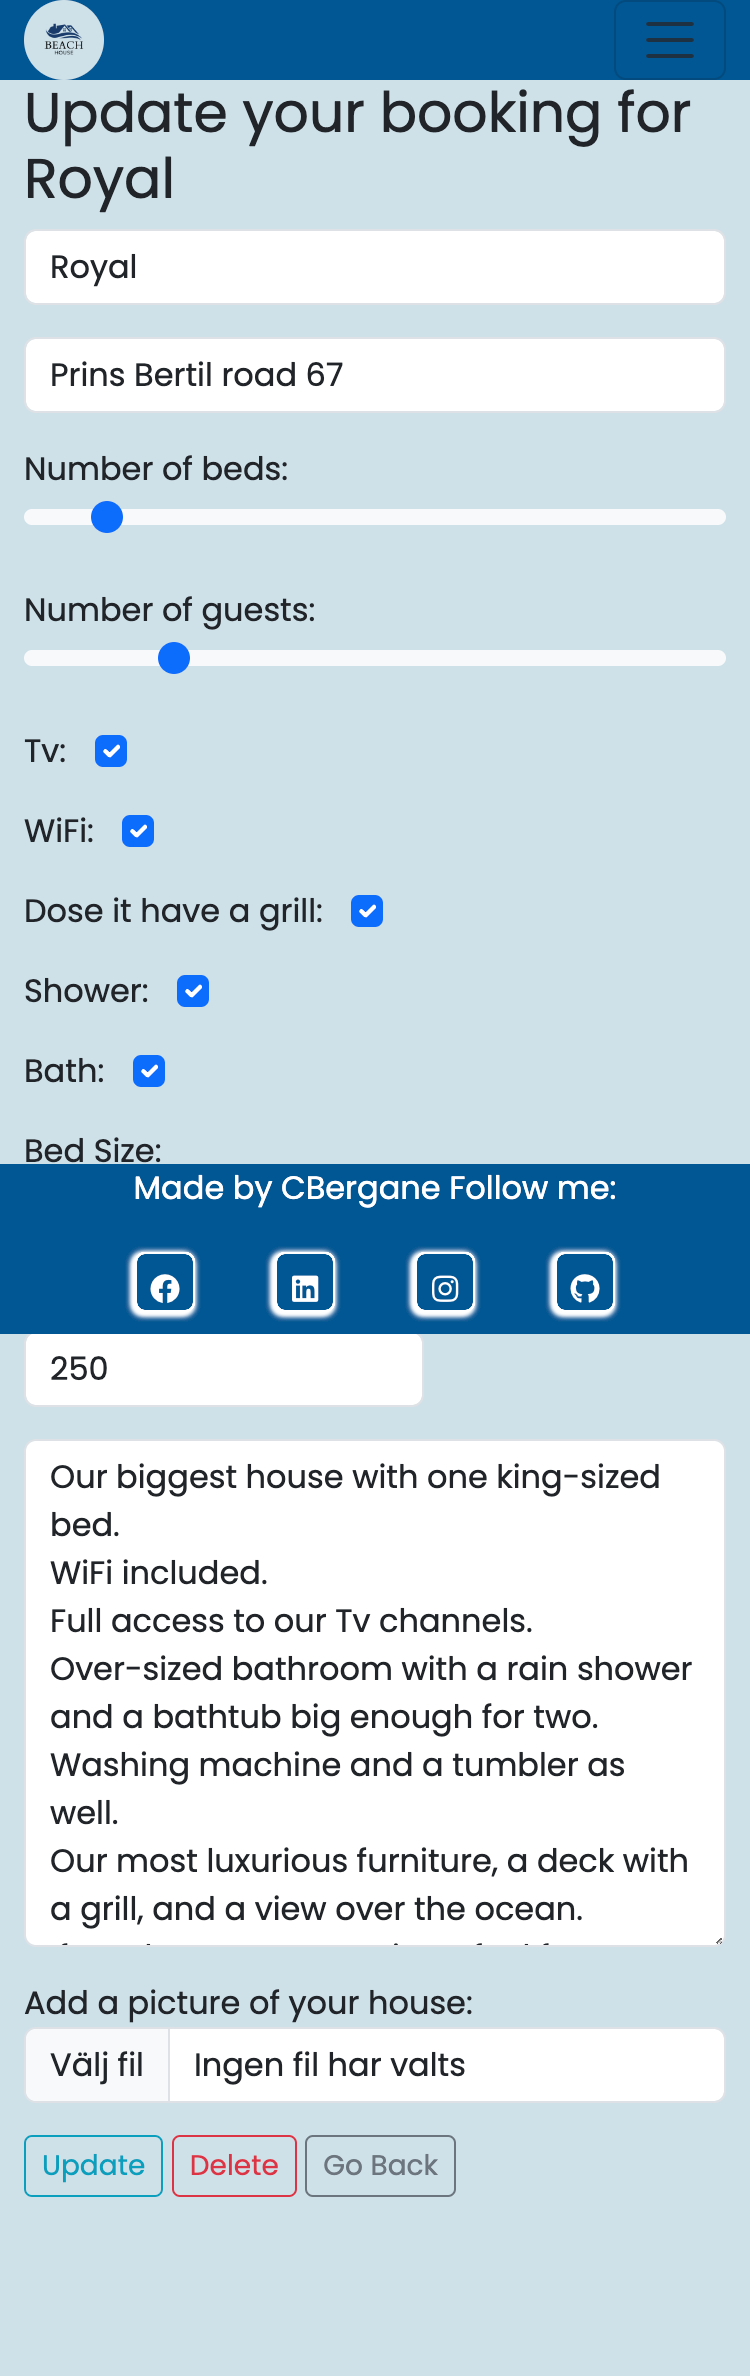 BEACH
HOUSE
Update your booking for
Royal
Royal
Prins Bertil road 67
Number of beds:
Number of guests:
Tv:
WiFi:
Dose it have a grill:
Shower:
Bath:
Bed Size:
Made by CBergane Follow me:
250
Our biggest house with one king-sized
bed.
WiFi included.
Full access to our Tv channels.
Over-sized bathroom with a rain shower
and a bathtub big enough for two.
Washing machine and a tumbler as
well.
Our most luxurious furniture, a deck with
a grill, and a view over the ocean.
Add a picture of your house:
Välj fil Ingen fil har valts
Update Delete Go Back